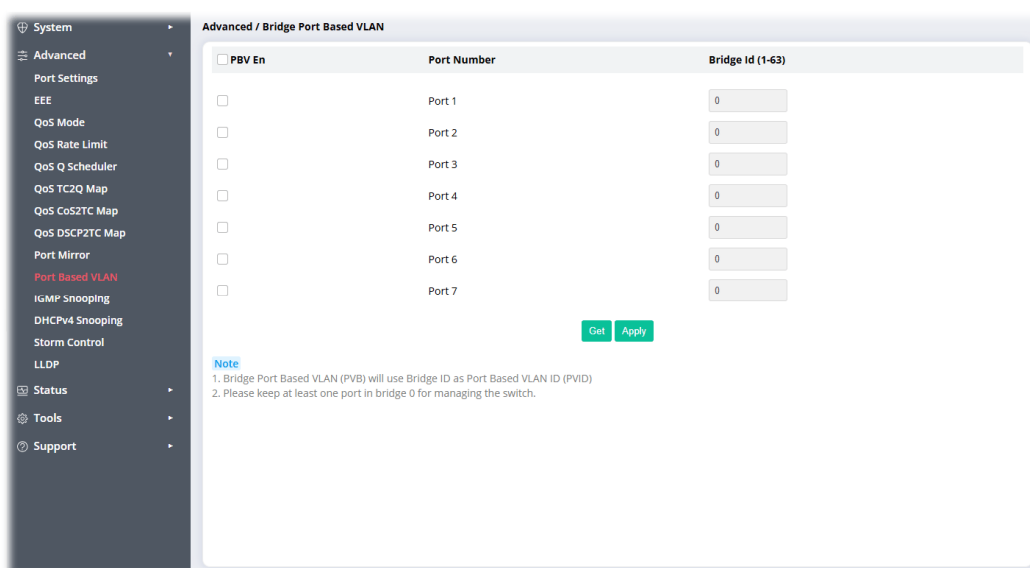 System
Advanced
Port Settings
EEE
QoS Mode
QoS Rate Limit
QoS Q Scheduler
QoS TC2Q Map
QoS CoS2TC Map
QoS DSCP2TC Map
Port Mirror
Port Based VLAN
IGMP Snooping
DHCPv4 Snooping
Storm Control
LLDP
Status
Tools
Support
Advanced / Bridge Port Based VLAN
PBV En Port Number Bridge Id (1-63)
Port 1 0
Port 2 0
Port 3 0
Port 4 0
Port 5 0
Port 6 0
Port 7 0
Get Apply
Note
1. Bridge Port Based VLAN (PVB) will use Bridge ID as Port Based VLAN ID (PVID)
2. Please keep at least one port in bridge 0 for managing the switch.